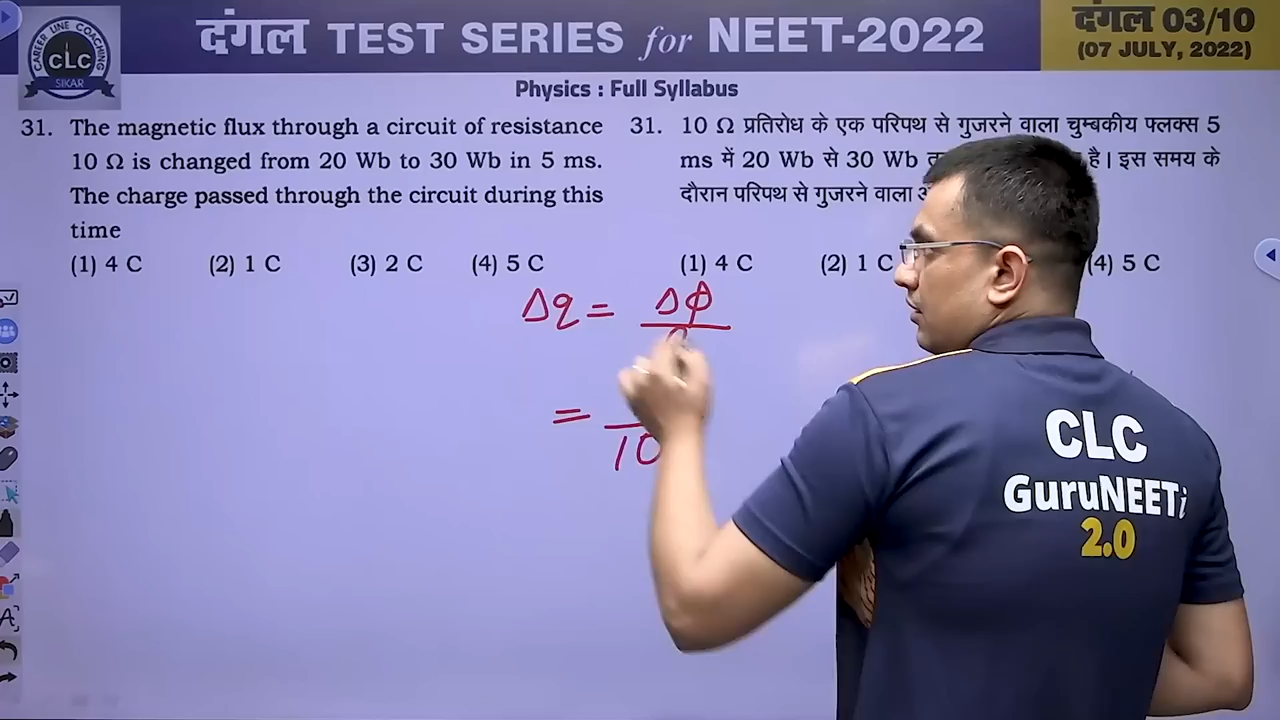 CAREER LINE COACHING
CLC
SIKAR
दंगल TEST SERIES for NEET-2022
दंगल 03/10
(07 JULY, 2022)
Physics : Full Syllabus
31. The magnetic flux through a circuit of resistance
10 Ω is changed from 20 Wb to 30 Wb in 5 ms.
The charge passed through the circuit during this
time
(1) 4 C (2) 1 C (3) 2 C (4) 5 C
31. 10 Ω प्रतिरोध के एक परिपथ से गुजरने वाला चुम्बकीय फ्लक्स 5
ms में 20 Wb से 30 Wb है। इस समय के
दौरान परिपथ से गुजरने वाला
(1) 4 C (2) 1 C (4) 5 C
Δq = Δϕ
= 10
CLC
GuruNEETi
2.0